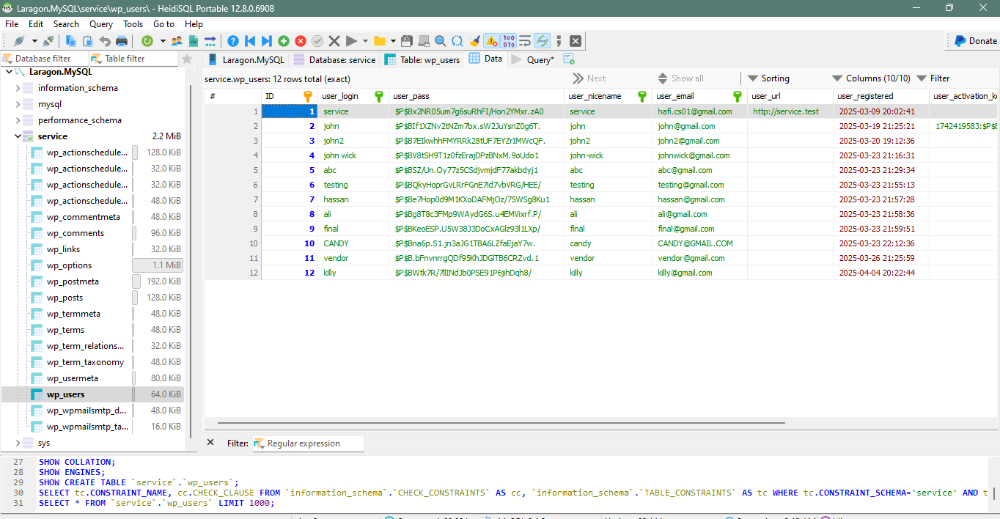 Laragon.MySQL\service\wp_users\ - HeidiSQL Portable 12.8.0.6908
File Edit Search Query Tools Go to Help
Donate
Database filter Table filter
Laragon.MySQL Database: service Table: wp_users Data Query*
Laragon.MySQL
information_schema
mysql
performance_schema
service 2.2 MiB
wp_actionschedule... 128.0 KiB
wp_actionschedule... 32.0 KiB
wp_actionschedule... 32.0 KiB
wp_actionschedule... 48.0 KiB
wp_commentmeta 48.0 KiB
wp_comments 96.0 KiB
wp_links 32.0 KiB
wp_options 1.1 MiB
wp_postmeta 192.0 KiB
wp_posts 128.0 KiB
wp_termmeta 48.0 KiB
wp_terms 48.0 KiB
wp_term_relations... 32.0 KiB
wp_term_taxonomy 48.0 KiB
wp_usermeta 80.0 KiB
wp_users 64.0 KiB
wp_wpmailsmtp_d... 48.0 KiB
wp_wpmailsmtp_ta... 16.0 KiB
sys
service.wp_users: 12 rows total (exact) Next Show all Sorting Columns (10/10) Filter
# ID user_login user_pass user_nicename user_email user_url user_registered user_activation_k
1 1 service $P$Bx2NR05um7g6suRhFI/Hon2YMxr.zA0 service hafi.cs01@gmail.com http://service.test 2025-03-09 20:02:41
2 2 john $P$BIf1XZNv2tNZm7bx.sW2JuYsnZ0g6T. john john@gmail.com 2025-03-19 21:25:21 1742419583:$P$
3 3 john2 $P$B7EIkwhhFMYRRk28tUF7EYZrIMWcQF. john2 john2@gmail.com 2025-03-20 19:12:36
4 4 john wick $P$BV8tSH9T1z0fzErajDPzBNxM.9oUdo1 john-wick johnwick@gmail.com 2025-03-23 21:16:31
5 5 abc $P$BSZ/Un.Oy77z5CSdjvmjdF77akbdyj1 abc abc@gmail.com 2025-03-23 21:29:34
6 6 testing $P$BQkyHoprGvLRrFGnE7id7vbVRG/HEE/ testing testing@gmail.com 2025-03-23 21:55:13
7 7 hassan $P$Be7Hop0d9M1KXoDAFMjOz/75WSg8Ku1 hassan hassan@gmail.com 2025-03-23 21:57:28
8 8 ali $P$Bg8T8c3FMp9WAydG6S.u4EMVixrf.P/ ali ali@gmail.com 2025-03-23 21:58:36
9 9 final $P$BKeoESP.U5W38J3DoCxAGlz93l1LXp/ final final@gmail.com 2025-03-23 21:59:51
10 10 CANDY $P$Bna6p.S1.jn3aJG1TBA6LZfaEjaY7w. candy CANDY@GMAIL.COM 2025-03-23 22:12:36
11 11 vendor $P$B.bFnvnrrgQDf95KhJDGlTB6CRZvd.1 vendor vendor@gmail.com 2025-03-26 21:25:59
12 12 killy $P$BWtk7R/7llINdJb0PSE91P6jihDqh8/ killy killy@gmail.com 2025-04-04 20:22:44
Filter: Regular expression
27 SHOW COLLATION;
28 SHOW ENGINES;
29 SHOW CREATE TABLE `service`.`wp_users`;
30 SELECT tc.CONSTRAINT_NAME, cc.CHECK_CLAUSE FROM `information_schema`.`CHECK_CONSTRAINTS` AS cc, `information_schema`.`TABLE_CONSTRAINTS` AS tc WHERE tc.CONSTRAINT_SCHEMA='service' AND t
31 SELECT * FROM `service`.`wp_users` LIMIT 1000;